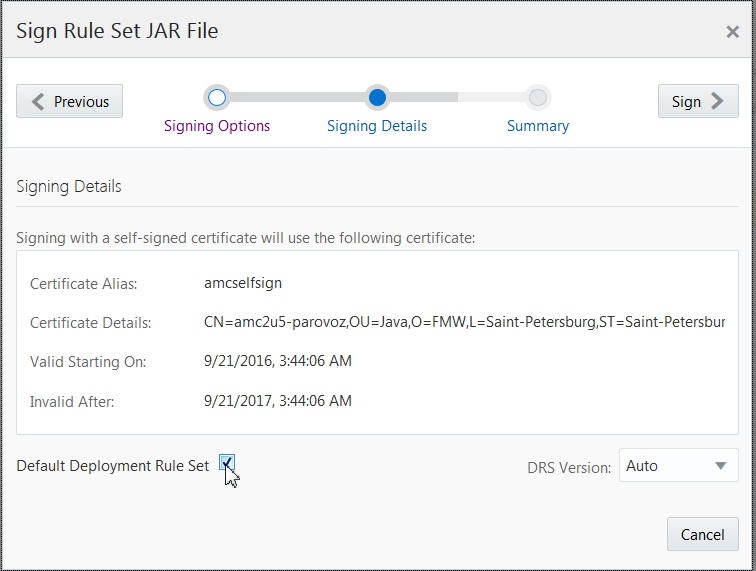 Sign Rule Set JAR File
Previous
Sign
Signing Options
Signing Details
Summary
Signing Details
Signing with a self-signed certificate will use the following certificate:
Certificate Alias: amcselfsign
Certificate Details: CN=amc2u5-parovoz,OU=Java,O=FMW,L=Saint-Petersburg,ST=Saint-Petersbur
Valid Starting On: 9/21/2016, 3:44:06 AM
Invalid After: 9/21/2017, 3:44:06 AM
Default Deployment Rule Set DRS Version: Auto
Cancel